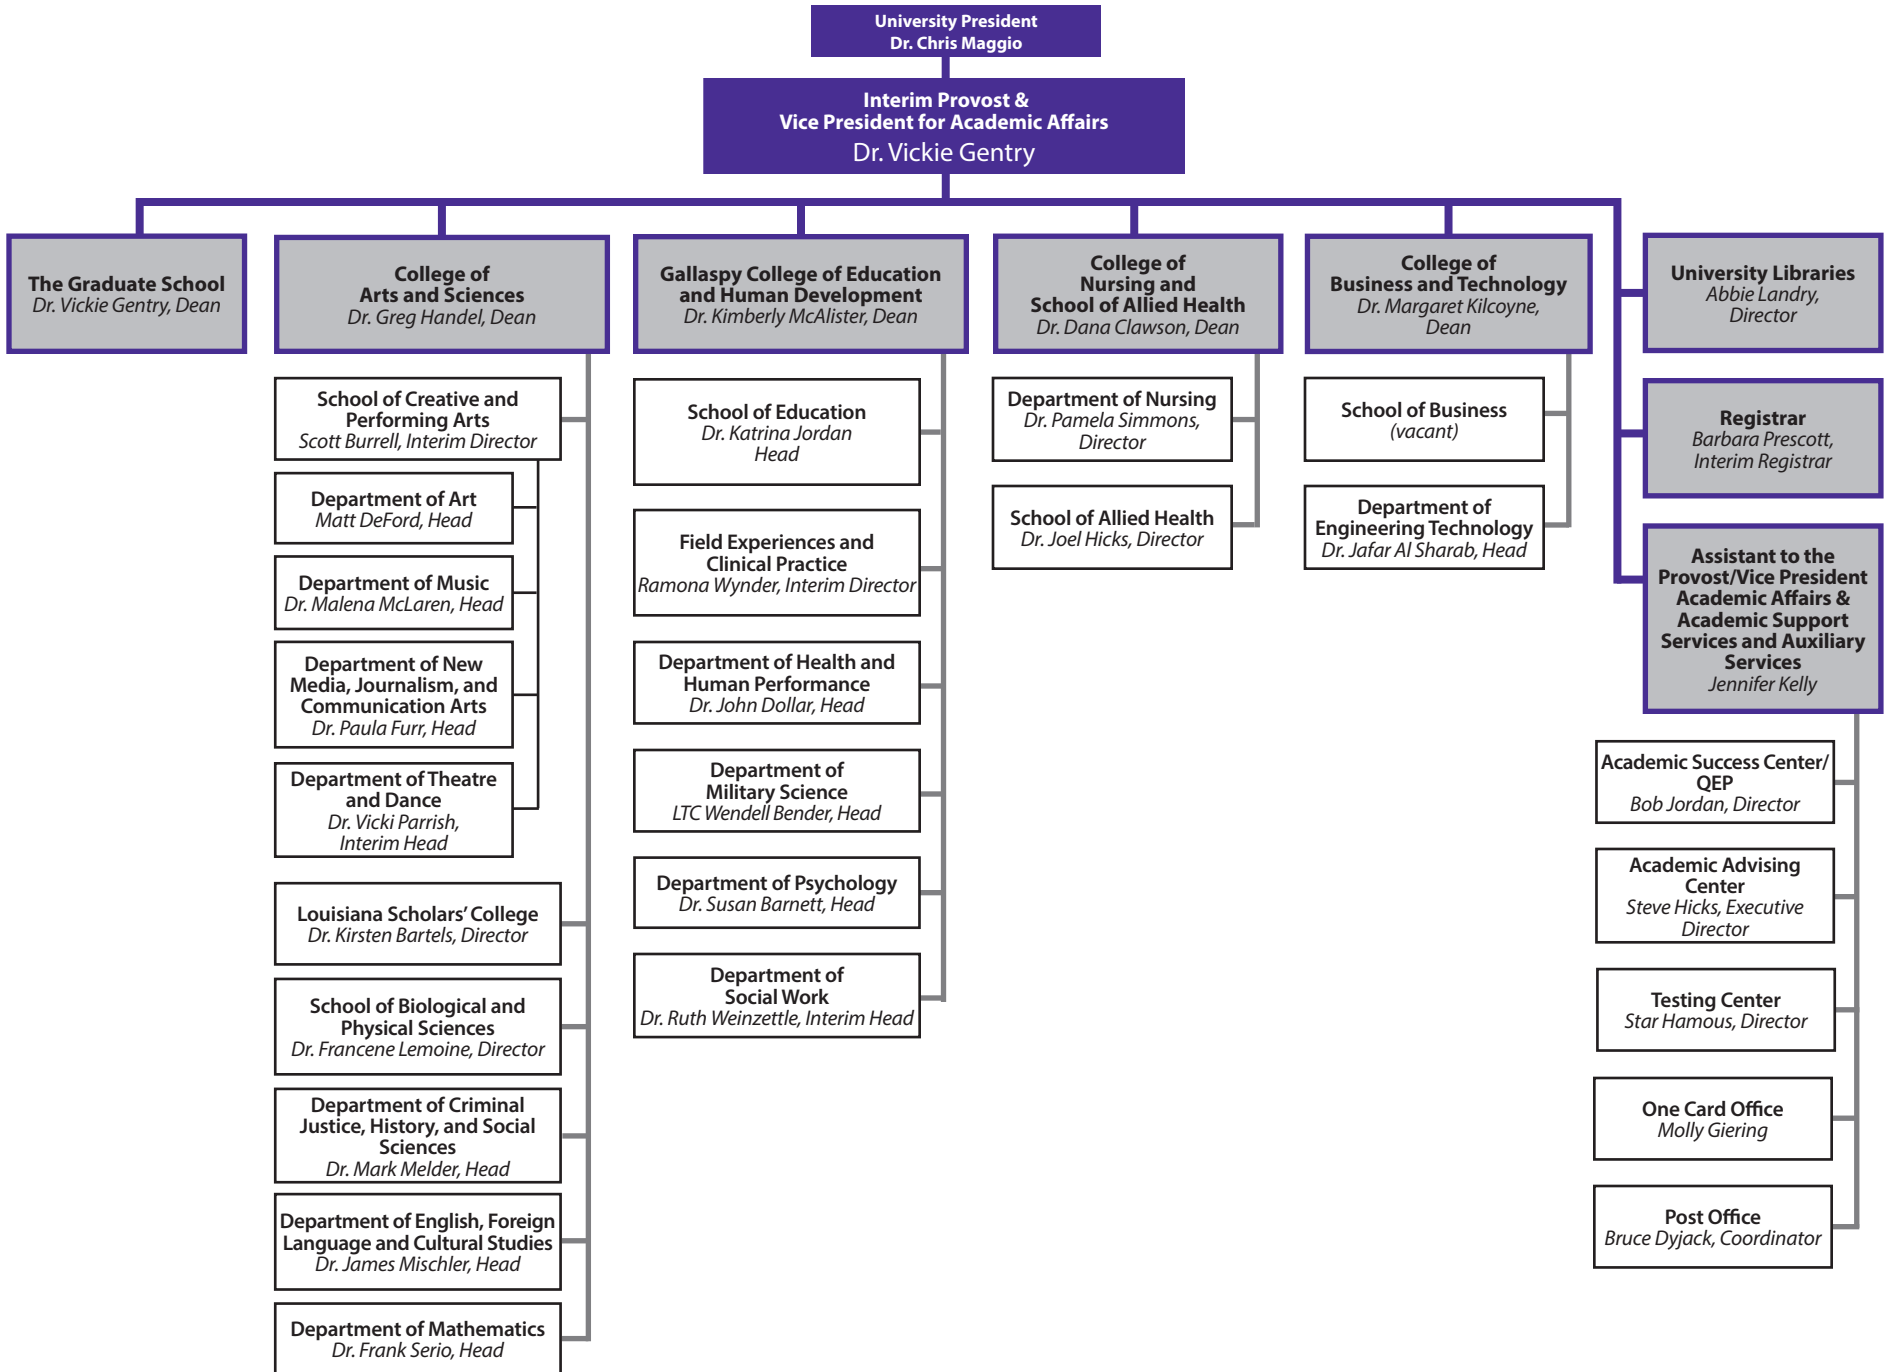 University President
Dr. Chris Maggio
Interim Provost &
Vice President for Academic Affairs
Dr. Vickie Gentry
The Graduate School
Dr. Vickie Gentry, Dean
College of
Arts and Sciences
Dr. Greg Handel, Dean
School of Creative and
Performing Arts
Scott Burrell, Interim Director
Department of Art
Matt DeFord, Head
Department of Music
Dr. Malena McLaren, Head
Department of New
Media, Journalism, and
Communication Arts
Dr. Paula Furr, Head
Department of Theatre
and Dance
Dr. Vicki Parrish,
Interim Head
Louisiana Scholars' College
Dr. Kirsten Bartels, Director
School of Biological and
Physical Sciences
Dr. Francene Lemoine, Director
Department of Criminal
Justice, History, and Social
Sciences
Dr. Mark Melder, Head
Department of English, Foreign
Language and Cultural Studies
Dr. James Mischler, Head
Department of Mathematics
Dr. Frank Serio, Head
Gallaspy College of Education
and Human Development
Dr. Kimberly McAlister, Dean
School of Education
Dr. Katrina Jordan
Head
Field Experiences and
Clinical Practice
Ramona Wynder, Interim Director
Department of Health and
Human Performance
Dr. John Dollar, Head
Department of
Military Science
LTC Wendell Bender, Head
Department of Psychology
Dr. Susan Barnett, Head
Department of
Social Work
Dr. Ruth Weinzettle, Interim Head
College of
Nursing and
School of Allied Health
Dr. Dana Clawson, Dean
Department of Nursing
Dr. Pamela Simmons,
Director
School of Allied Health
Dr. Joel Hicks, Director
College of
Business and Technology
Dr. Margaret Kilcoyne,
Dean
School of Business
(vacant)
Department of
Engineering Technology
Dr. Jafar Al Sharab, Head
University Libraries
Abbie Landry,
Director
Registrar
Barbara Prescott,
Interim Registrar
Assistant to the
Provost/Vice President
Academic Affairs &
Academic Support
Services and Auxiliary
Services
Jennifer Kelly
Academic Success Center/
QEP
Bob Jordan, Director
Academic Advising
Center
Steve Hicks, Executive
Director
Testing Center
Star Hamous, Director
One Card Office
Molly Giering
Post Office
Bruce Dyjack, Coordinator